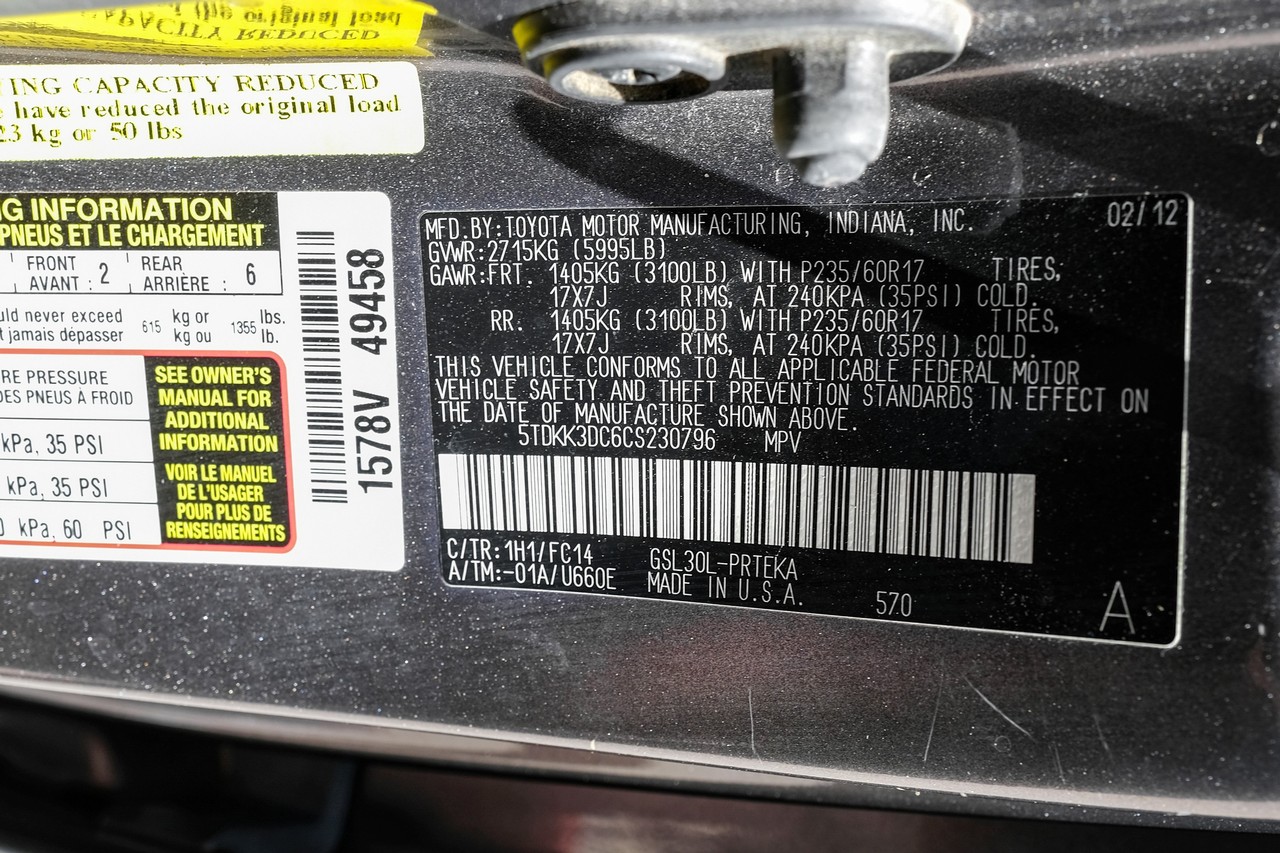 the original load
CAPACITY REDUCED
CAPACITY REDUCED
have reduced the original load
23 kg or 50 lbs
INFORMATION
PNEUS ET LE CHARGEMENT
FRONT
AVANT : 2
REAR
ARRIÈRE : 6
never exceed
jamais dépasser
615 kg or
kg ou
1355 lbs.
lb.
PRESSURE
DES PNEUS À FROID
kPa, 35 PSI
kPa, 35 PSI
kPa, 60 PSI
SEE OWNER'S
MANUAL FOR
ADDITIONAL
INFORMATION
VOIR LE MANUEL
DE L'USAGER
POUR PLUS DE
RENSEIGNEMENTS
1578V 49458
MFD. BY: TOYOTA MOTOR MANUFACTURING, INDIANA, INC. 02/12
GVWR: 2715KG (5995LB)
GAWR: FRT. 1405KG (3100LB) WITH P235/60R17 TIRES,
17X7J RIMS, AT 240KPA (35PSI) COLD.
RR. 1405KG (3100LB) WITH P235/60R17 TIRES,
17X7J RIMS, AT 240KPA (35PSI) COLD.
THIS VEHICLE CONFORMS TO ALL APPLICABLE FEDERAL MOTOR
VEHICLE SAFETY AND THEFT PREVENTION STANDARDS IN EFFECT ON
THE DATE OF MANUFACTURE SHOWN ABOVE.
5TDKK3DC6CS230796 MPV
C/TR: 1H1/FC14 GSL30L-PRTEKA
A/TM:-01A/U660E MADE IN U.S.A. 570 A